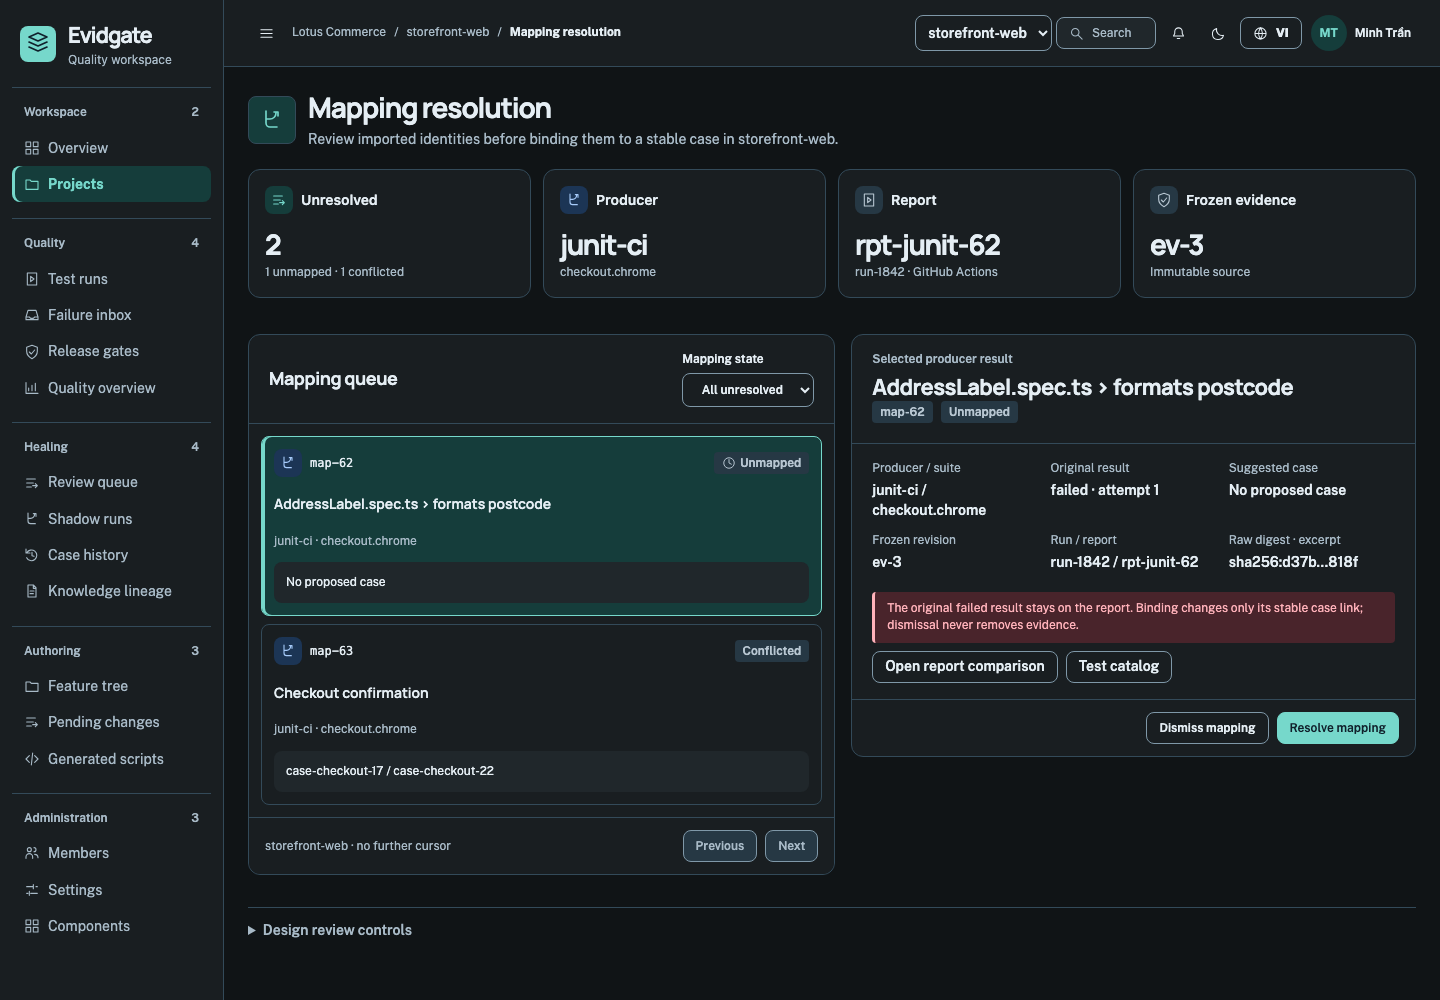 Evidgate
Quality workspace
Workspace 2
Overview
Projects
Quality 4
Test runs
Failure inbox
Release gates
Quality overview
Healing 4
Review queue
Shadow runs
Case history
Knowledge lineage
Authoring 3
Feature tree
Pending changes
Generated scripts
Administration 3
Members
Settings
Components
Lotus Commerce / storefront-web / Mapping resolution
storefront-web
Search
VI
MT
Minh Trần
Mapping resolution
Review imported identities before binding them to a stable case in storefront-web.
Unresolved
2
1 unmapped · 1 conflicted
Producer
junit-ci
checkout.chrome
Report
rpt-junit-62
run-1842 · GitHub Actions
Frozen evidence
ev-3
Immutable source
Mapping queue
Mapping state
All unresolved
map-62
Unmapped
AddressLabel.spec.ts › formats postcode
junit-ci · checkout.chrome
No proposed case
map-63
Conflicted
Checkout confirmation
junit-ci · checkout.chrome
case-checkout-17 / case-checkout-22
storefront-web · no further cursor
Previous
Next
Selected producer result
AddressLabel.spec.ts › formats postcode
map-62
Unmapped
Producer / suite
junit-ci /
checkout.chrome
Original result
failed · attempt 1
Suggested case
No proposed case
Frozen revision
ev-3
Run / report
run-1842 / rpt-junit-62
Raw digest · excerpt
sha256:d37b…818f
The original failed result stays on the report. Binding changes only its stable case link;
dismissal never removes evidence.
Open report comparison
Test catalog
Dismiss mapping
Resolve mapping
Design review controls